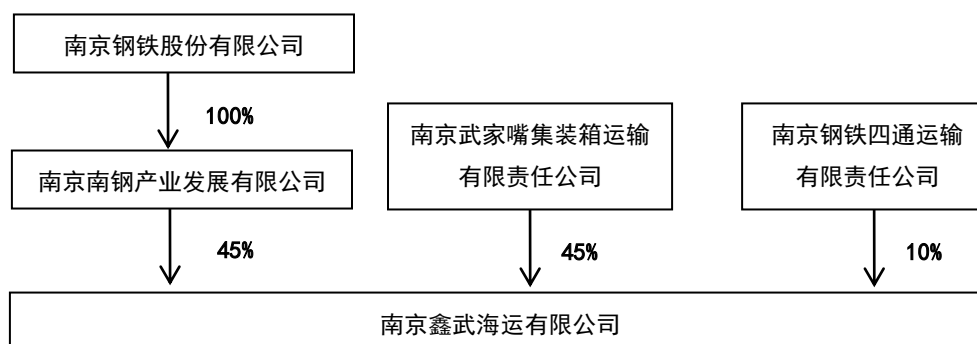 南京钢铁股份有限公司
100%
南京南钢产业发展有限公司
南京武家嘴集装箱运输
有限责任公司
南京钢铁四通运输
有限责任公司
45%
45%
10%
南京鑫武海运有限公司